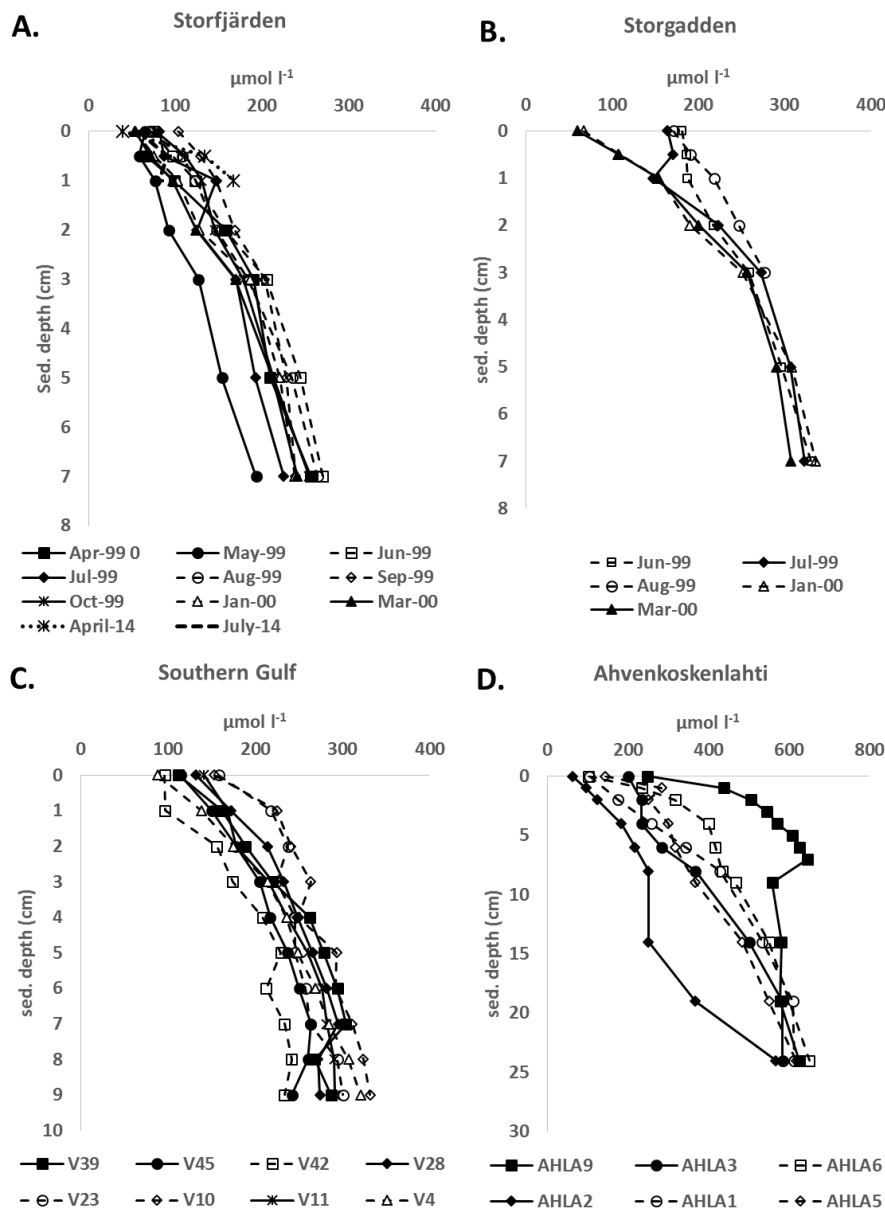 A.
Storfjärden
µmol l-1
0 100 200 300 400
0
1
2
3
4
5
6
7
8
Sed. depth (cm)
Apr-99 0 May-99 Jun-99
Jul-99 Aug-99 Sep-99
Oct-99 Jan-00 Mar-00
April-14 July-14
B.
Storgadden
µmol l-1
0 100 200 300 400
0
1
2
3
4
5
6
7
8
sed. depth (cm)
Jun-99 Jul-99
Aug-99 Jan-00
Mar-00
C.
Southern Gulf
µmol l-1
0 100 200 300 400
0
1
2
3
4
5
6
7
8
9
10
sed. depth (cm)
V39 V45 V42 V28
V23 V10 V11 V4
D.
Ahvenkoskenlahti
µmol l-1
0 200 400 600 800
0
5
10
15
20
25
30
sed. depth (cm)
AHLA9 AHLA3 AHLA6
AHLA2 AHLA1 AHLA5